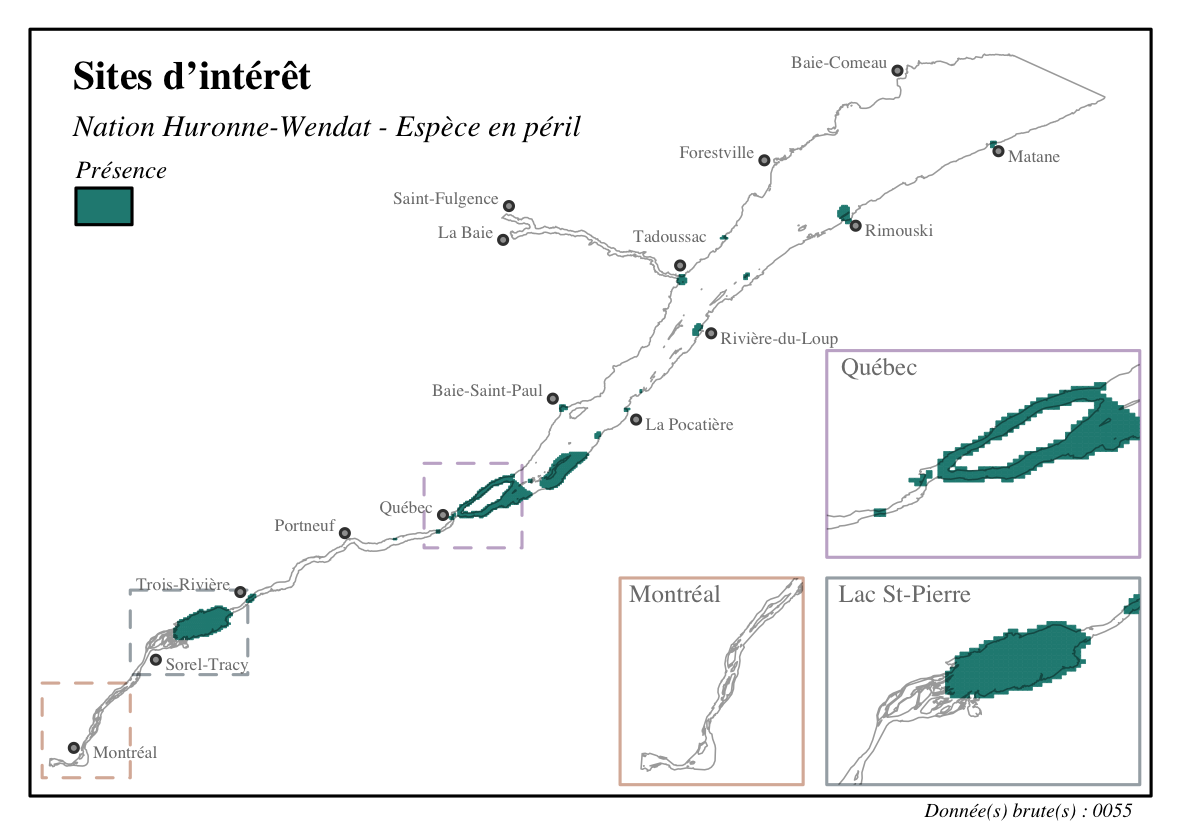 Sites d'intérêt
Nation Huronne-Wendat - Espèce en péril
Présence
Baie-Comeau
Forestville
Matane
Saint-Fulgence
La Baie
Tadoussac
Rimouski
Rivière-du-Loup
Baie-Saint-Paul
La Pocatière
Québec
Portneuf
Trois-Rivière
Sorel-Tracy
Montréal
Québec
Montréal
Lac St-Pierre
Donnée(s) brute(s) : 0055